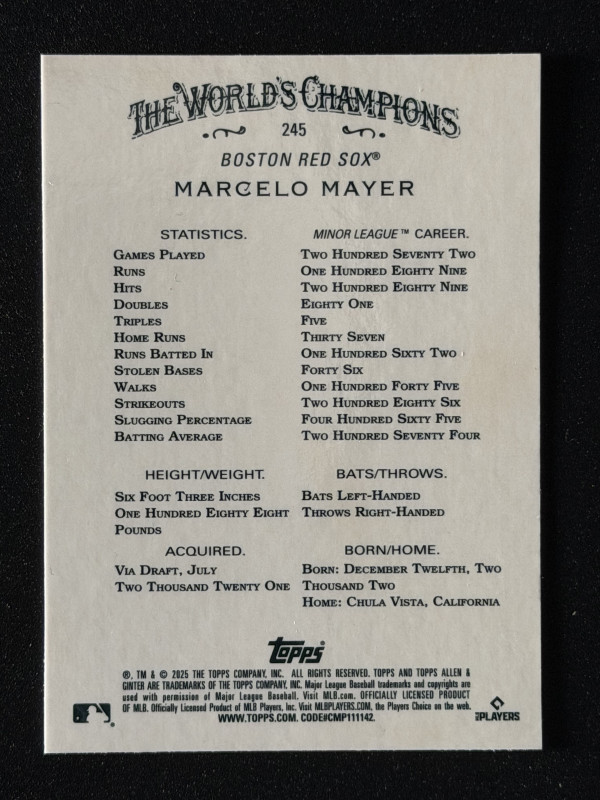 THE WORLD'S CHAMPIONS
245
BOSTON RED SOX®
MARCELO MAYER
STATISTICS. MINOR LEAGUE™ CAREER.
GAMES PLAYED TWO HUNDRED SEVENTY TWO
RUNS ONE HUNDRED EIGHTY NINE
HITS TWO HUNDRED EIGHTY NINE
DOUBLES EIGHTY ONE
TRIPLES FIVE
HOME RUNS THIRTY SEVEN
RUNS BATTED IN ONE HUNDRED SIXTY TWO
STOLEN BASES FORTY SIX
WALKS ONE HUNDRED FORTY FIVE
STRIKEOUTS TWO HUNDRED EIGHTY SIX
SLUGGING PERCENTAGE FOUR HUNDRED SIXTY FIVE
BATTING AVERAGE TWO HUNDRED SEVENTY FOUR
HEIGHT/WEIGHT.
SIX FOOT THREE INCHES
ONE HUNDRED EIGHTY EIGHT
POUNDS
BATS/THROWS.
BATS LEFT-HANDED
THROWS RIGHT-HANDED
ACQUIRED.
VIA DRAFT, JULY
TWO THOUSAND TWENTY ONE
BORN/HOME.
BORN: DECEMBER TWELFTH, TWO
THOUSAND TWO
HOME: CHULA VISTA, CALIFORNIA
Topps®
®, TM & © 2025 THE TOPPS COMPANY, INC. ALL RIGHTS RESERVED. TOPPS AND TOPPS ALLEN &
GINTER ARE TRADEMARKS OF THE TOPPS COMPANY, INC. Major League Baseball trademarks and copyrights are
used with permission of Major League Baseball. Visit MLB.com. OFFICIALLY LICENSED PRODUCT
OF MLB. Officially Licensed Product of MLB Players, Inc. Visit MLBPLAYERS.COM, the Players Choice on the web.
WWW.TOPPS.COM. CODE#CMP111142.
MLB PLAYERS